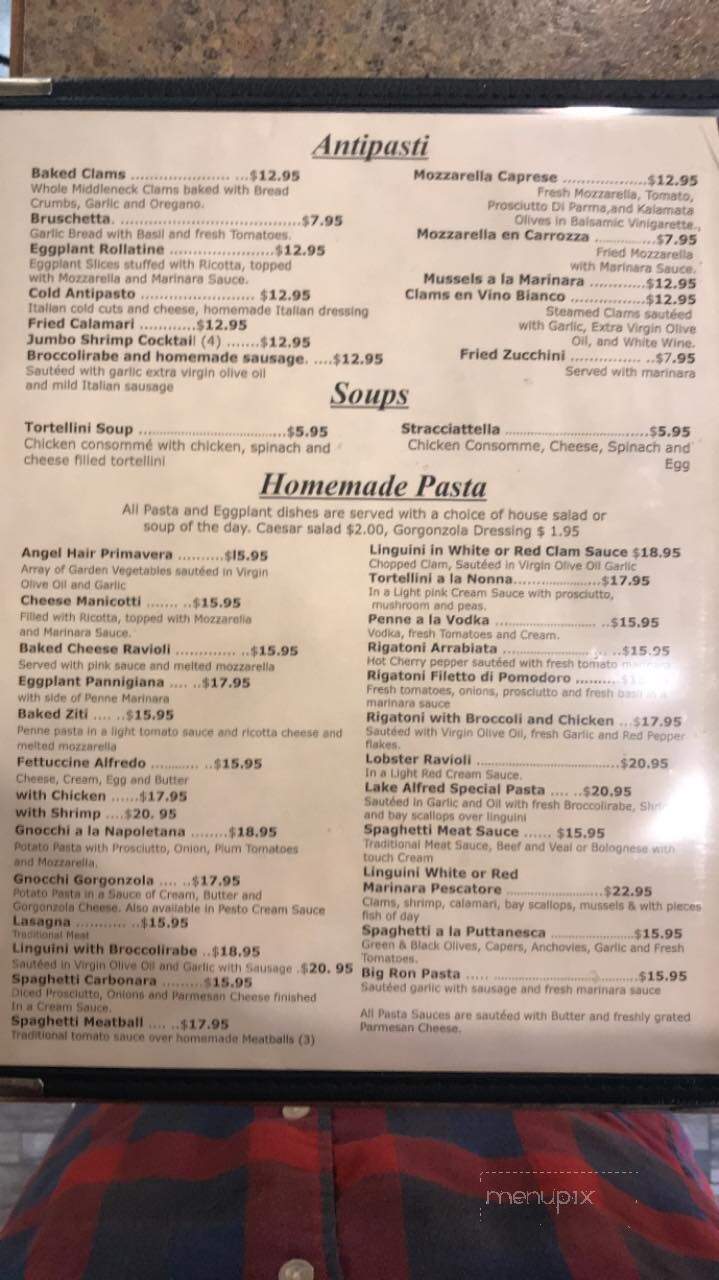 Antipasti
Baked Clams ..................... ...$12.95
Whole Middleneck Clams baked with Bread
Crumbs, Garlic and Oregano.
Bruschetta. .....................................$7.95
Garlic Bread with Basil and fresh Tomatoes.
Eggplant Rollatine ......................$12.95
Eggplant Slices stuffed with Ricotta, topped
with Mozzarella and Marinara Sauce.
Cold Antipasto ....................... $12.95
Italian cold cuts and cheese, homemade Italian dressing
Fried Calamari ............$12.95
Jumbo Shrimp Cocktail (4) .......$12.95
Broccolirabe and homemade sausage. ....$12.95
Sautéed with garlic extra virgin olive oil
and mild Italian sausage
Mozzarella Caprese .................$12.95
Fresh Mozzarella, Tomato,
Prosciutto Di Parma,and Kalamata
Olives in Balsamic Vinigarette.,
Mozzarella en Carrozza ............$7.95
Fried Mozzarella
with Marinara Sauce.
Mussels a la Marinara ...........$12.95
Clams en Vino Bianco ...............$12.95
Steamed Clams sautéed
with Garlic, Extra Virgin Olive
Oil, and White Wine.
Fried Zucchini .............. ..$7.95
Served with marinara
Soups
Tortellini Soup ....................................$5.95
Chicken consommé with chicken, spinach and
cheese filled tortellini
Stracciattella ...................................$5.95
Chicken Consomme, Cheese, Spinach and
Egg
Homemade Pasta
All Pasta and Eggplant dishes are served with a choice of house salad or
soup of the day. Caesar salad $2.00, Gorgonzola Dressing $ 1.95
Angel Hair Primavera ..........$l5.95
Array of Garden Vegetables sautéed in Virgin
Olive Oil and Garlic
Cheese Manicotti ....... ..$15.95
Filled with Ricotta, topped with Mozzarella
and Marinara Sauce.
Baked Cheese Ravioli ............. ..$15.95
Served with pink sauce and melted mozzarella
Eggplant Pannigiana .... ..$17.95
with side of Penne Marinara
Baked Ziti .... ..$15.95
Penne pasta in a light tomato sauce and ricotta cheese and
melted mozzarella
Fettuccine Alfredo ........... ..$15.95
Cheese, Cream, Egg and Butter
with Chicken ......$17.95
with Shrimp ....$20. 95
Gnocchi a la Napoletana ........$18.95
Potato Pasta with Prosciutto, Onion, Plum Tomatoes
and Mozzarella.
Gnocchi Gorgonzola .... ..$17.95
Potato Pasta in a Sauce of Cream, Butter and
Gorgonzola Cheese. Also available in Pesto Cream Sauce
Lasagna ........... ..$15.95
Traditional Meat
Linguini with Broccolirabe ..$18.95
Sautéed in Virgin Olive Oil and Garlic with Sausage .$20. 95
Spaghetti Carbonara .........$15.95
Diced Prosciutto, Onions and Parmesan Cheese finished
In a Cream Sauce.
Spaghetti Meatball .... ..$17.95
Traditional tomato sauce over homemade Meatballs (3)
Linguini in White or Red Clam Sauce $18.95
Chopped Clam, Sautéed in Virgin Olive Oil Garlic
Tortellini a la Nonna.....................$17.95
In a Light pink Cream Sauce with prosciutto,
mushroom and peas.
Penne a la Vodka ......................... ..$15.95
Vodka, fresh Tomatoes and Cream.
Rigatoni Arrabiata ..................... .. ..$15.95
Hot Cherry pepper sautéed with fresh tomato
Rigatoni Filetto di Pomodoro .........
Fresh tomatoes, onions, prosciutto and fresh basil in a
marinara sauce
Rigatoni with Broccoli and Chicken ...$17.95
Sautéed with Virgin Olive Oil, fresh Garlic and Red Pepper
flakes.
Lobster Ravioli ...................................$20.95
In a Light Red Cream Sauce.
Lake Alfred Special Pasta .... ..$20.95
Sautéed In Garlic and Oil with fresh Broccolirabe,
and bay scallops over linguini
Spaghetti Meat Sauce ...... $15.95
Traditional Meat Sauce, Beef and Veal or Bolognese with
touch Cream
Linguini White or Red
Marinara Pescatore .......................$22.95
Clams, shrimp, calamari, bay scallops, mussels & with pieces
fish of day
Spaghetti a la Puttanesca ...................$15.95
Green & Black Olives, Capers, Anchovies, Garlic and Fresh
Tomatoes.
Big Ron Pasta ..... ...................................$15.95
Sautéed garlic with sausage and fresh marinara sauce
All Pasta Sauces are sautéed with Butter and freshly grated
Parmesan Cheese.
menupix